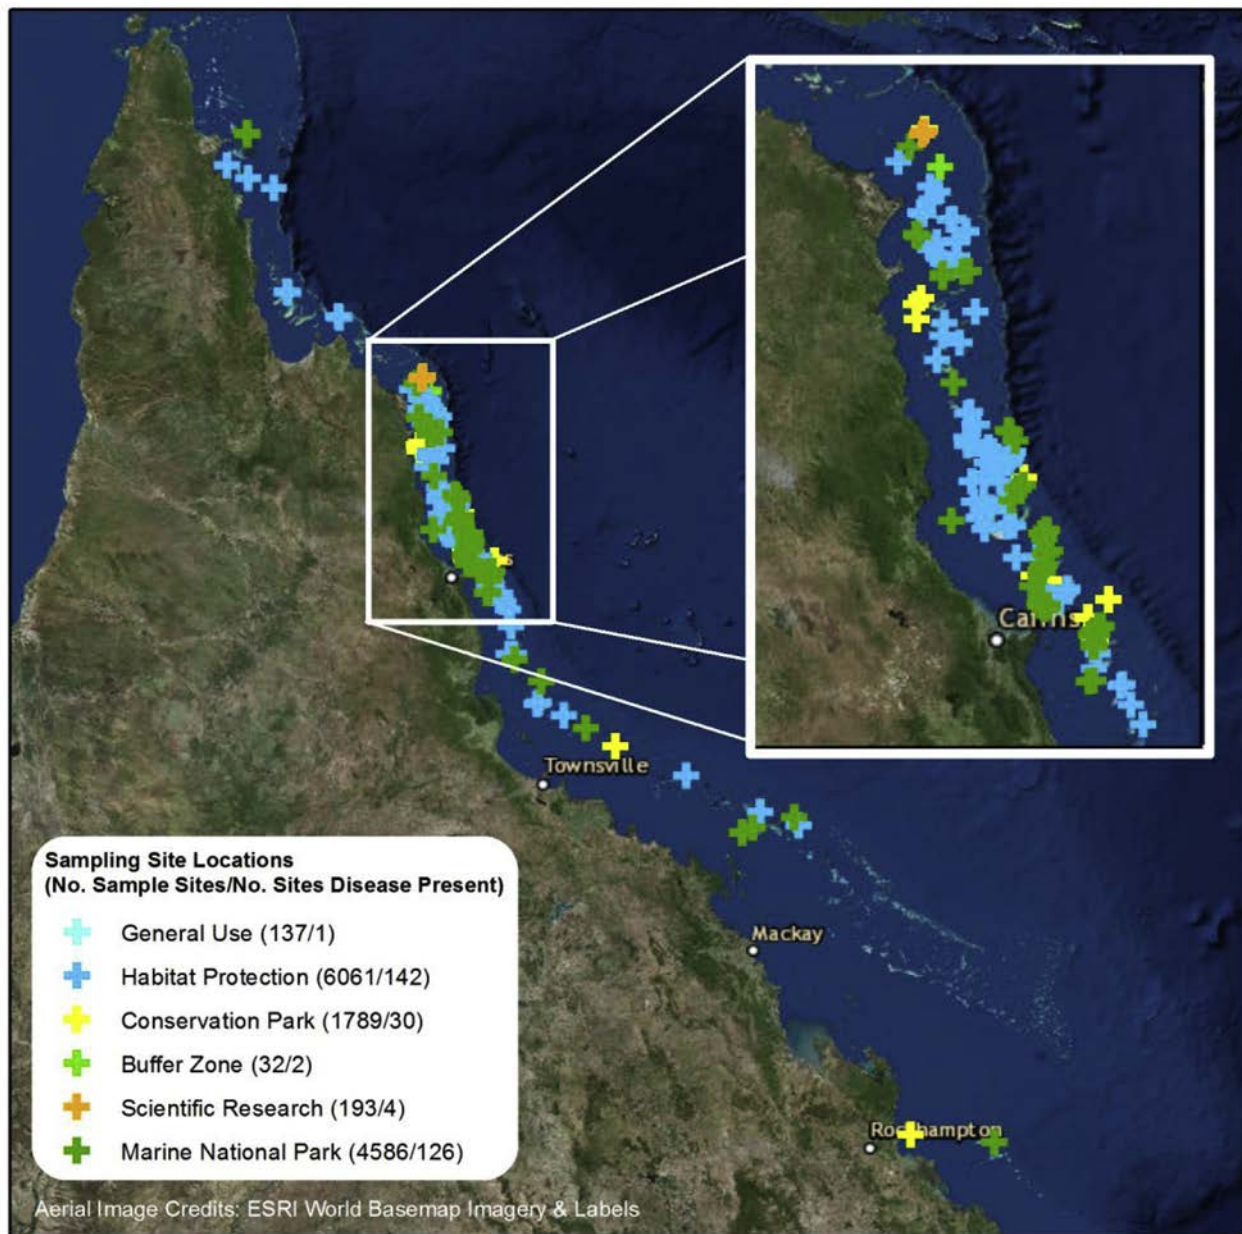 Cairns
s
Townsville
Sampling Site Locations
(No. Sample Sites/No. Sites Disease Present)
General Use (137/1)
Habitat Protection (6061/142)
Conservation Park (1789/30)
Buffer Zone (32/2)
Scientific Research (193/4)
Marine National Park (4586/126)
Mackay
Rockhampton
Aerial Image Credits: ESRI World Basemap Imagery & Labels